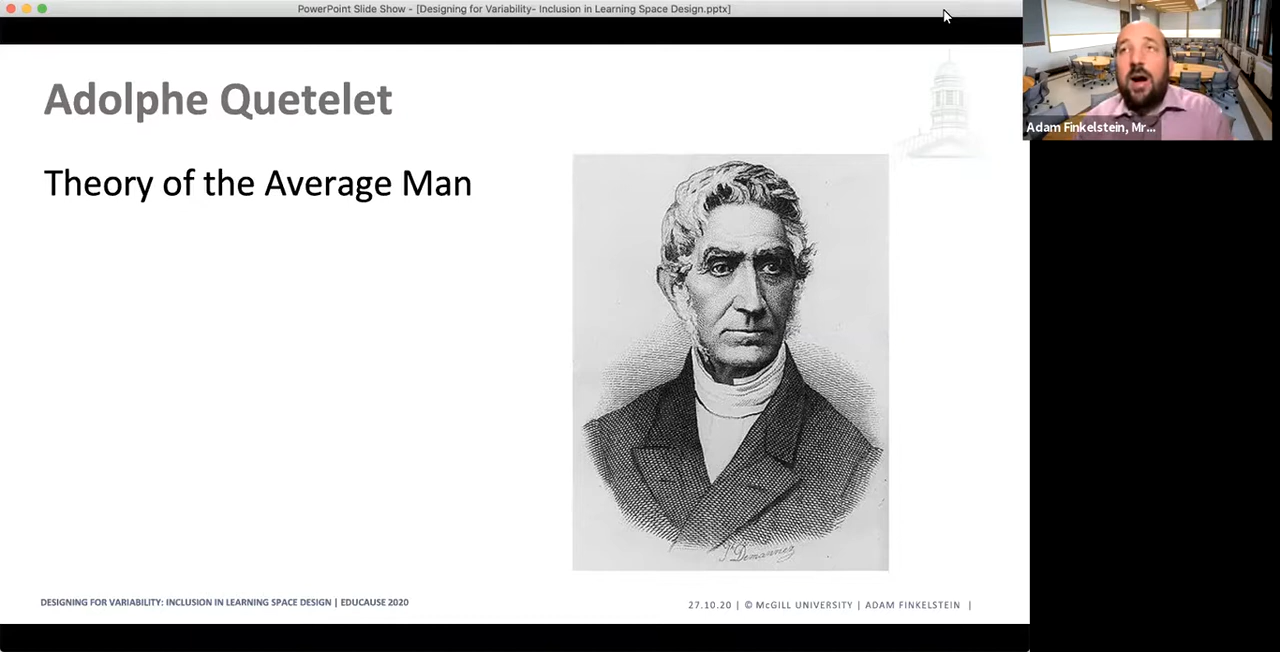 PowerPoint Slide Show - [Designing for Variability- Inclusion in Learning Space Design.pptx]
Adam Finkelstein, Mr...
Adolphe Quetelet
Theory of the Average Man
J. Demannez
DESIGNING FOR VARIABILITY: INCLUSION IN LEARNING SPACE DESIGN | EDUCAUSE 2020
27.10.20 | © McGILL UNIVERSITY | ADAM FINKELSTEIN |